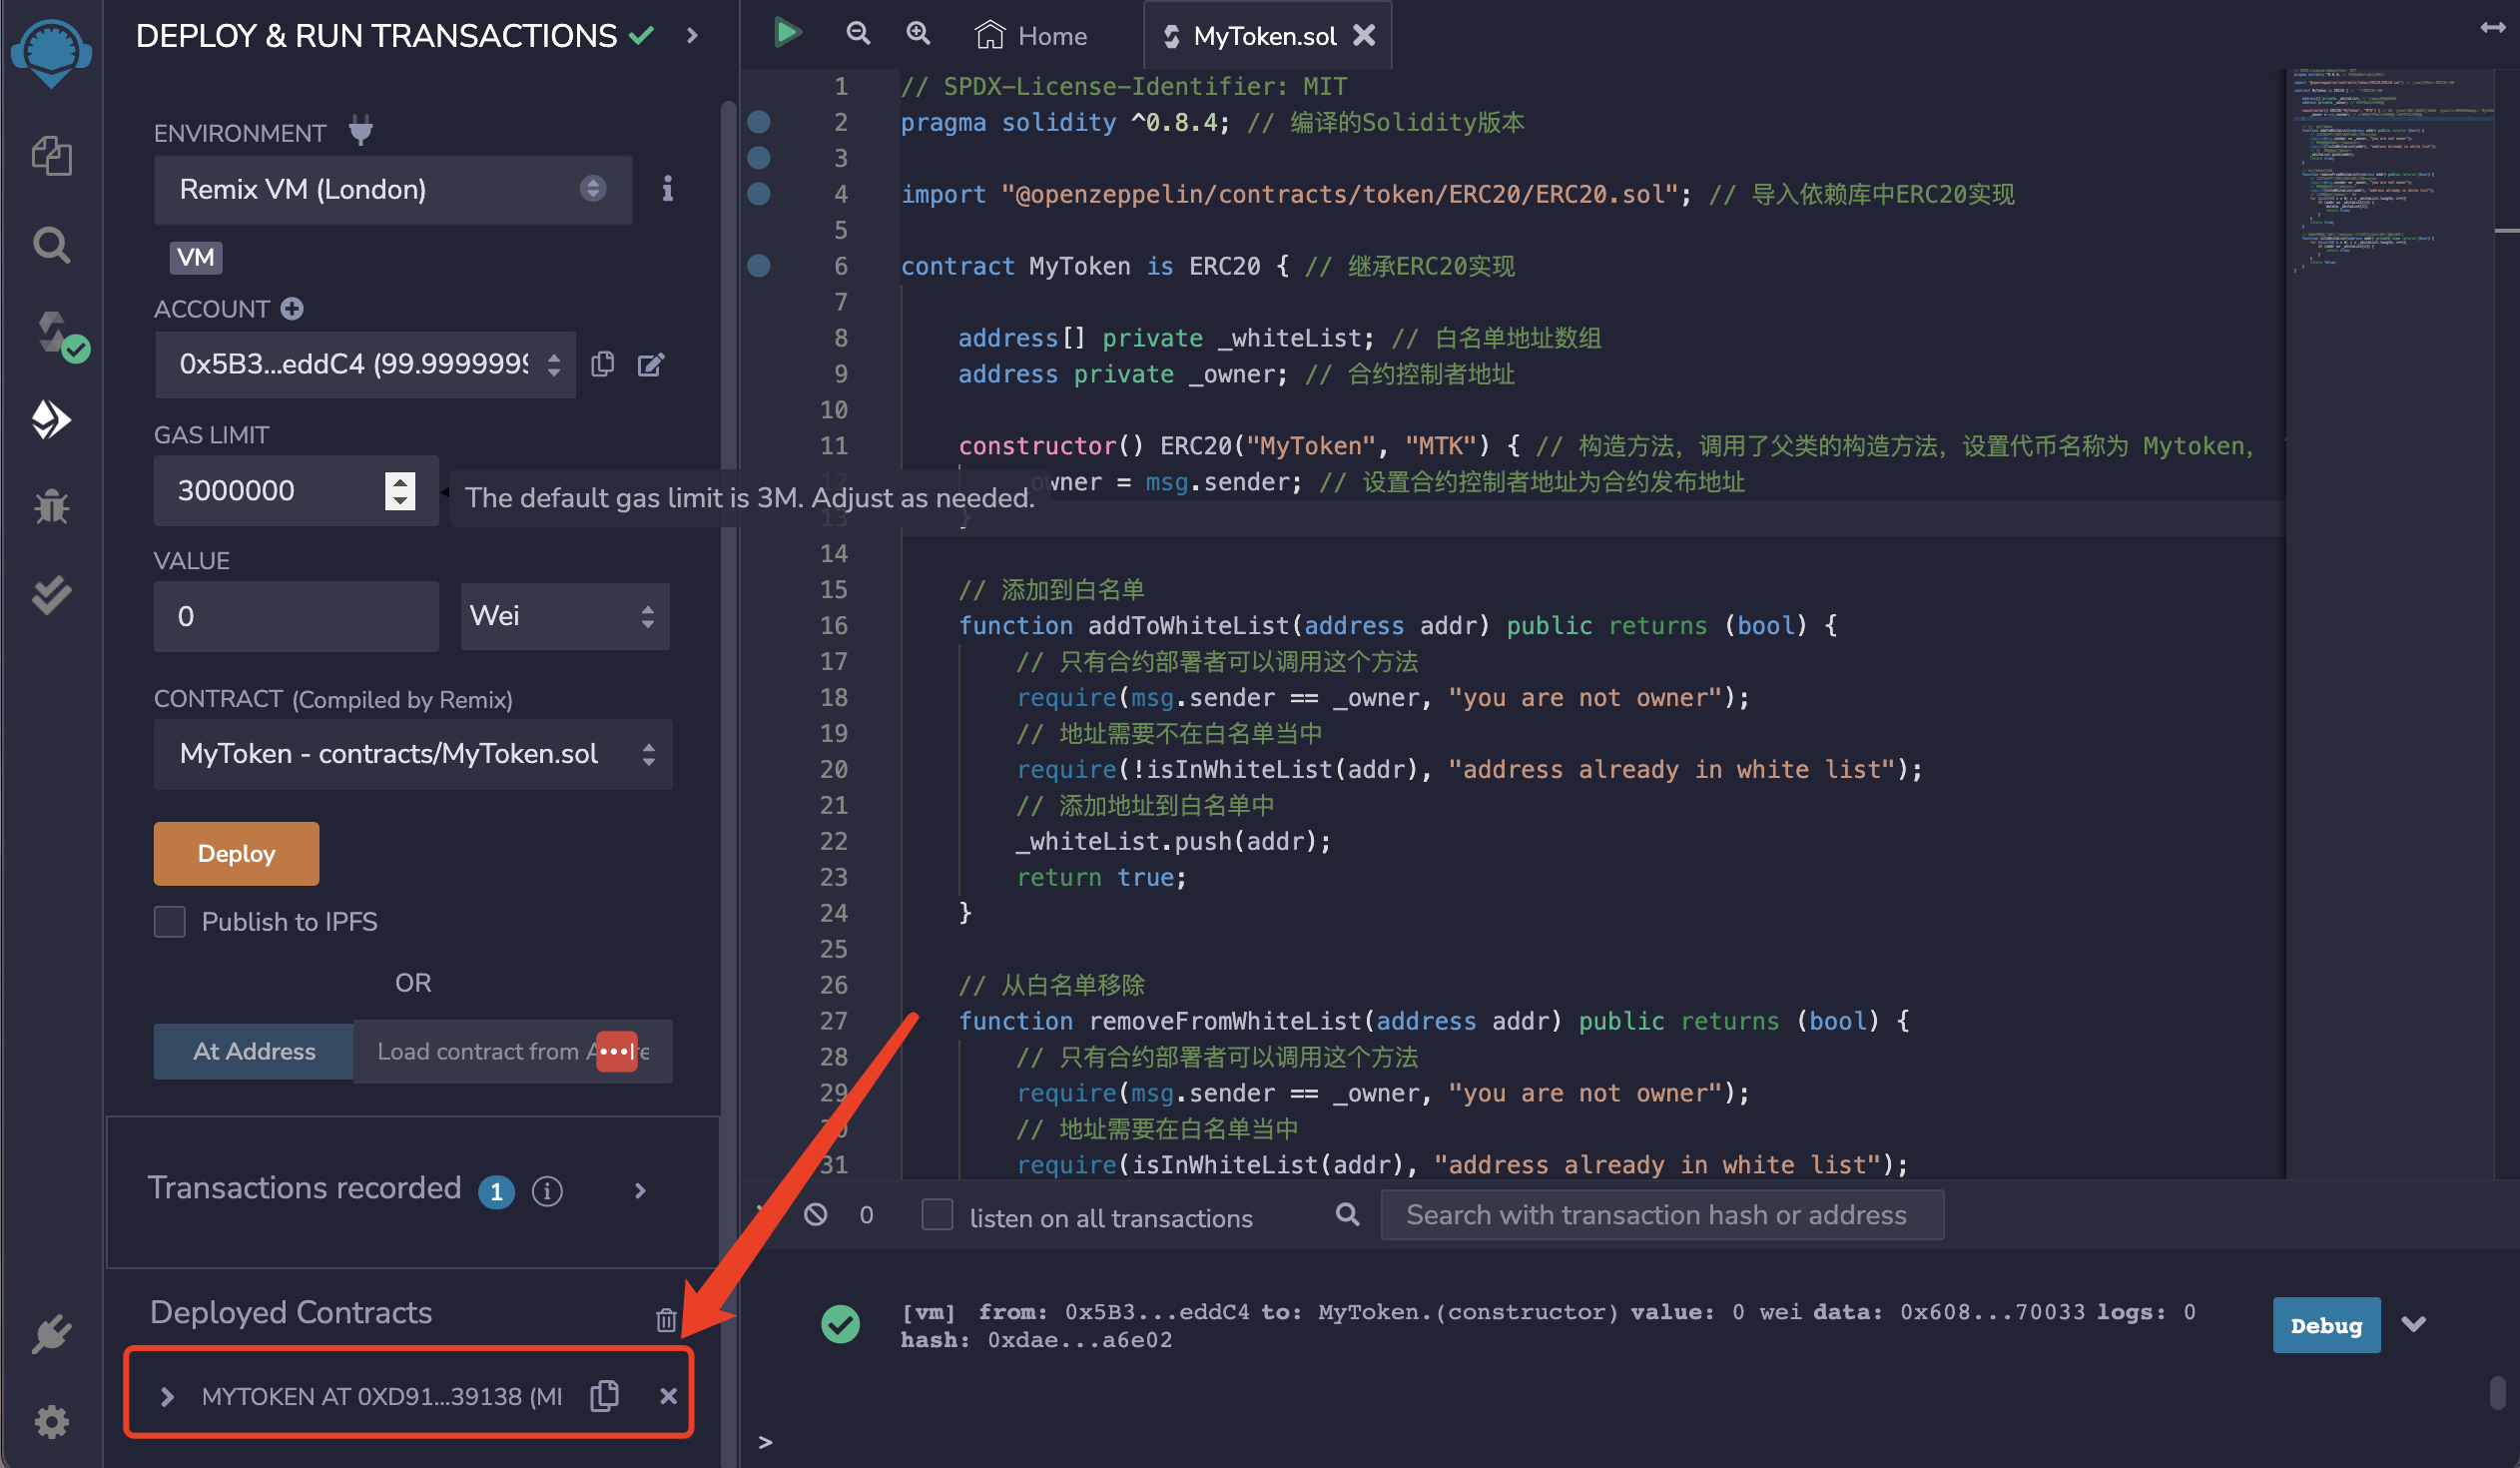 DEPLOY & RUN TRANSACTIONS
ENVIRONMENT
Remix VM (London)
VM
ACCOUNT
0x5B3...eddC4 (99.9999999
GAS LIMIT
3000000
The default gas limit is 3M. Adjust as needed.
VALUE
0
Wei
CONTRACT (Compiled by Remix)
MyToken - contracts/MyToken.sol
Deploy
Publish to IPFS
OR
At Address
Load contract from
Transactions recorded 1
Deployed Contracts
MYTOKEN AT 0XD91...39138 (MI
Home
MyToken.sol
1 // SPDX-License-Identifier: MIT
2 pragma solidity ^0.8.4; // 编译的Solidity版本
3
4 import "@openzeppelin/contracts/token/ERC20/ERC20.sol"; // 导入依赖库中ERC20实现
5
6 contract MyToken is ERC20 { // 继承ERC20实现
7
8 address[] private _whiteList; // 白名单地址数组
9 address private _owner; // 合约控制者地址
10
11 constructor() ERC20("MyToken", "MTK") { // 构造方法，调用了父类的构造方法，设置代币名称为 Mytoken，
12 owner = msg.sender; // 设置合约控制者地址为合约发布地址
13 }
14
15 // 添加到白名单
16 function addToWhiteList(address addr) public returns (bool) {
17 // 只有合约部署者可以调用这个方法
18 require(msg.sender == _owner, "you are not owner");
19 // 地址需要不在白名单当中
20 require(!isInWhiteList(addr), "address already in white list");
21 // 添加地址到白名单中
22 _whiteList.push(addr);
23 return true;
24 }
25
26 // 从白名单移除
27 function removeFromWhiteList(address addr) public returns (bool) {
28 // 只有合约部署者可以调用这个方法
29 require(msg.sender == _owner, "you are not owner");
30 // 地址需要在白名单当中
31 require(isInWhiteList(addr), "address already in white list");
0
listen on all transactions
Search with transaction hash or address
[vm] from: 0x5B3...eddC4 to: MyToken.(constructor) value: 0 wei data: 0x608...70033 logs: 0
hash: 0xdae...a6e02
Debug
>